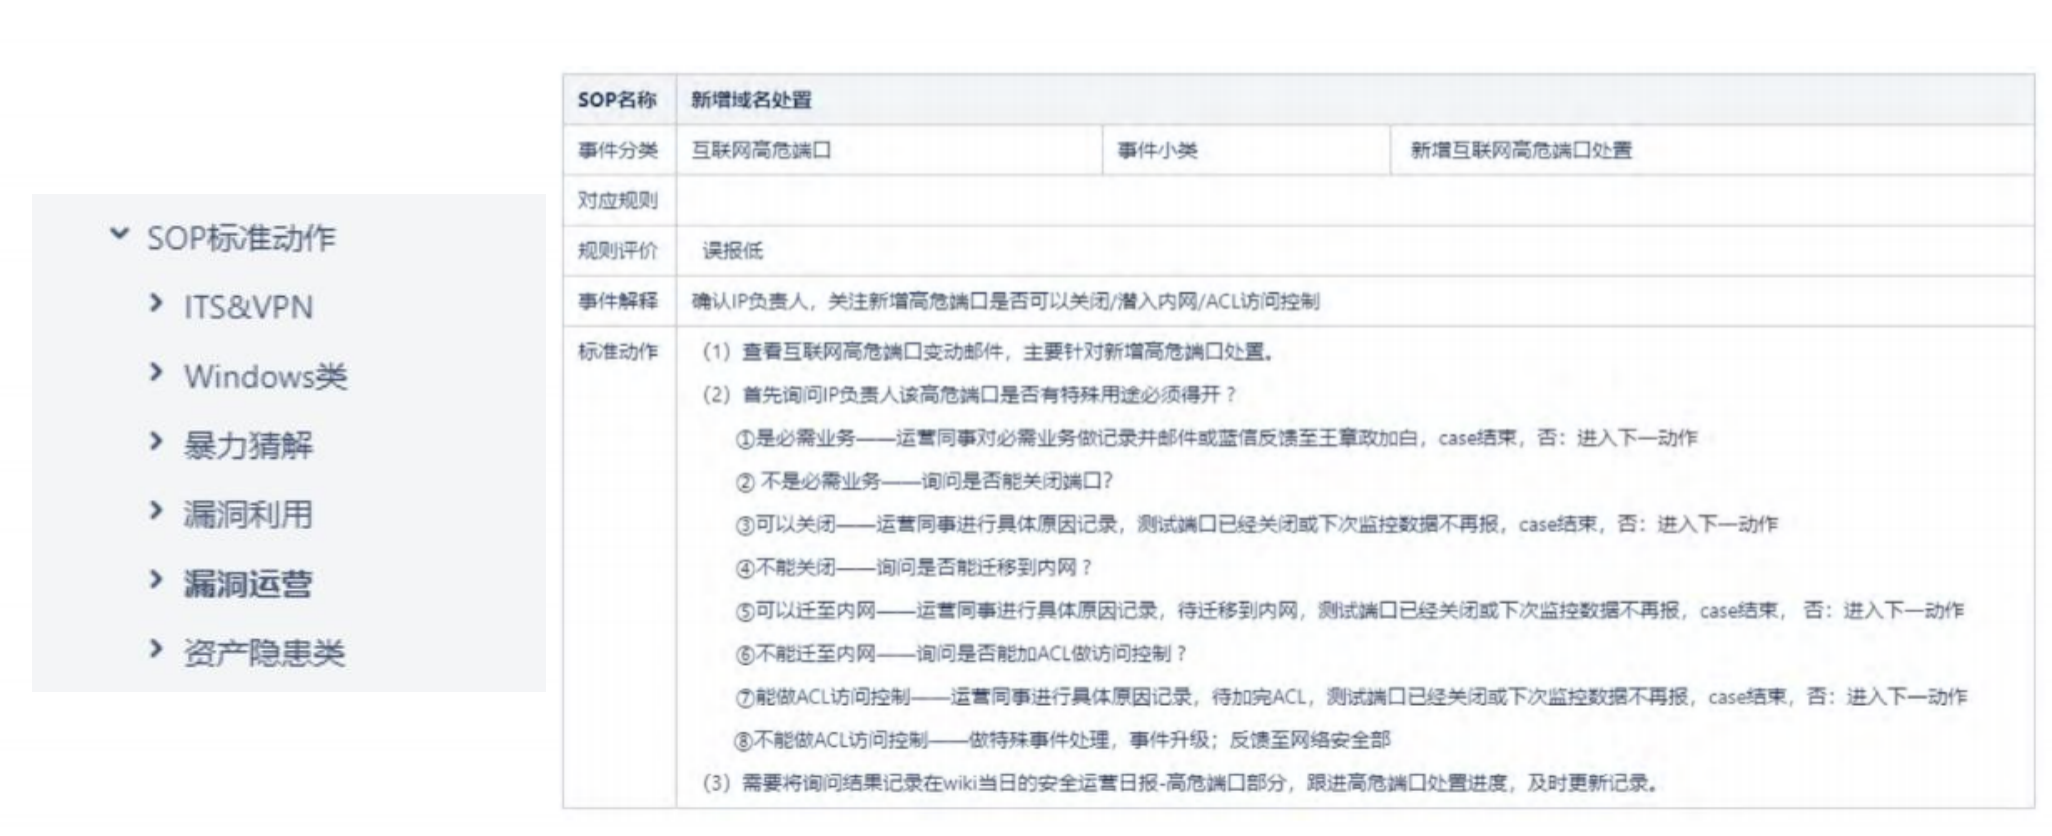 SOP标准动作
ITS&VPN
Windows类
暴力猜解
漏洞利用
漏洞运营
资产隐患类
SOP名称 新增域名处置
事件分类 互联网高危端口 事件小类 新增互联网高危端口处置
对应规则
规则评价 误报低
事件解释 确认IP负责人，关注新增高危端口是否可以关闭/潜入内网/ACL访问控制
标准动作 （1）查看互联网高危端口变动邮件，主要针对新增高危端口处置。
（2）首先询问IP负责人该高危端口是否有特殊用途必须得开？
①是必需业务——运营同事对必需业务做记录并邮件或蓝信反馈至王章政加白，case结束，否：进入下一动作
② 不是必需业务——询问是否能关闭端口?
③可以关闭——运营同事进行具体原因记录，测试端口已经关闭或下次监控数据不再报，case结束，否：进入下一动作
④不能关闭——询问是否能迁移到内网？
⑤可以迁至内网——运营同事进行具体原因记录，待迁移到内网，测试端口已经关闭或下次监控数据不再报，case结束， 否：进入下一动作
⑥不能迁至内网——询问是否能加ACL做访问控制？
⑦能做ACL访问控制——运营同事进行具体原因记录，待加完ACL，测试端口已经关闭或下次监控数据不再报，case结束，否：进入下一动作
⑧不能做ACL访问控制——做特殊事件处理，事件升级；反馈至网络安全部
（3）需要将询问结果记录在wiki当日的安全运营日报-高危端口部分，跟进高危端口处置进度，及时更新记录。